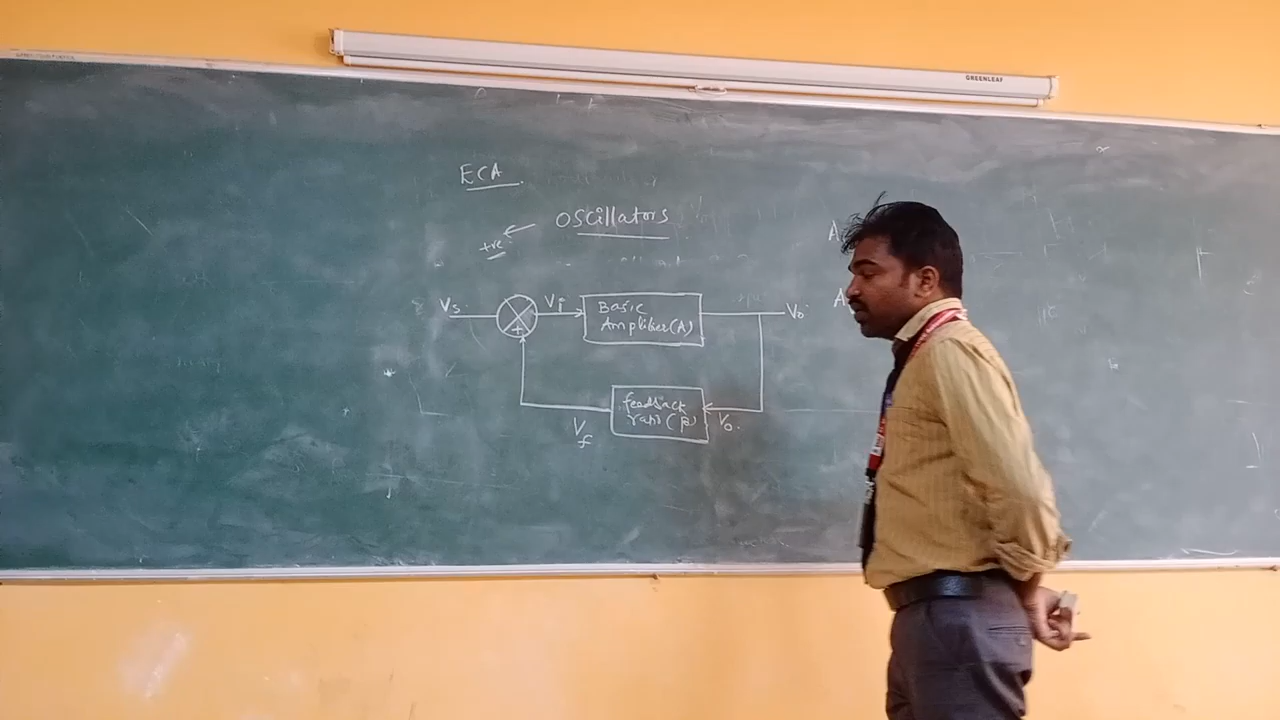 GREENLEAF
ECA.
Oscillators
+ve
Vs. Vi Basic Vo.
Amplifier(A)
+
feedback
ratio(β)
Vf Vo.
A
A